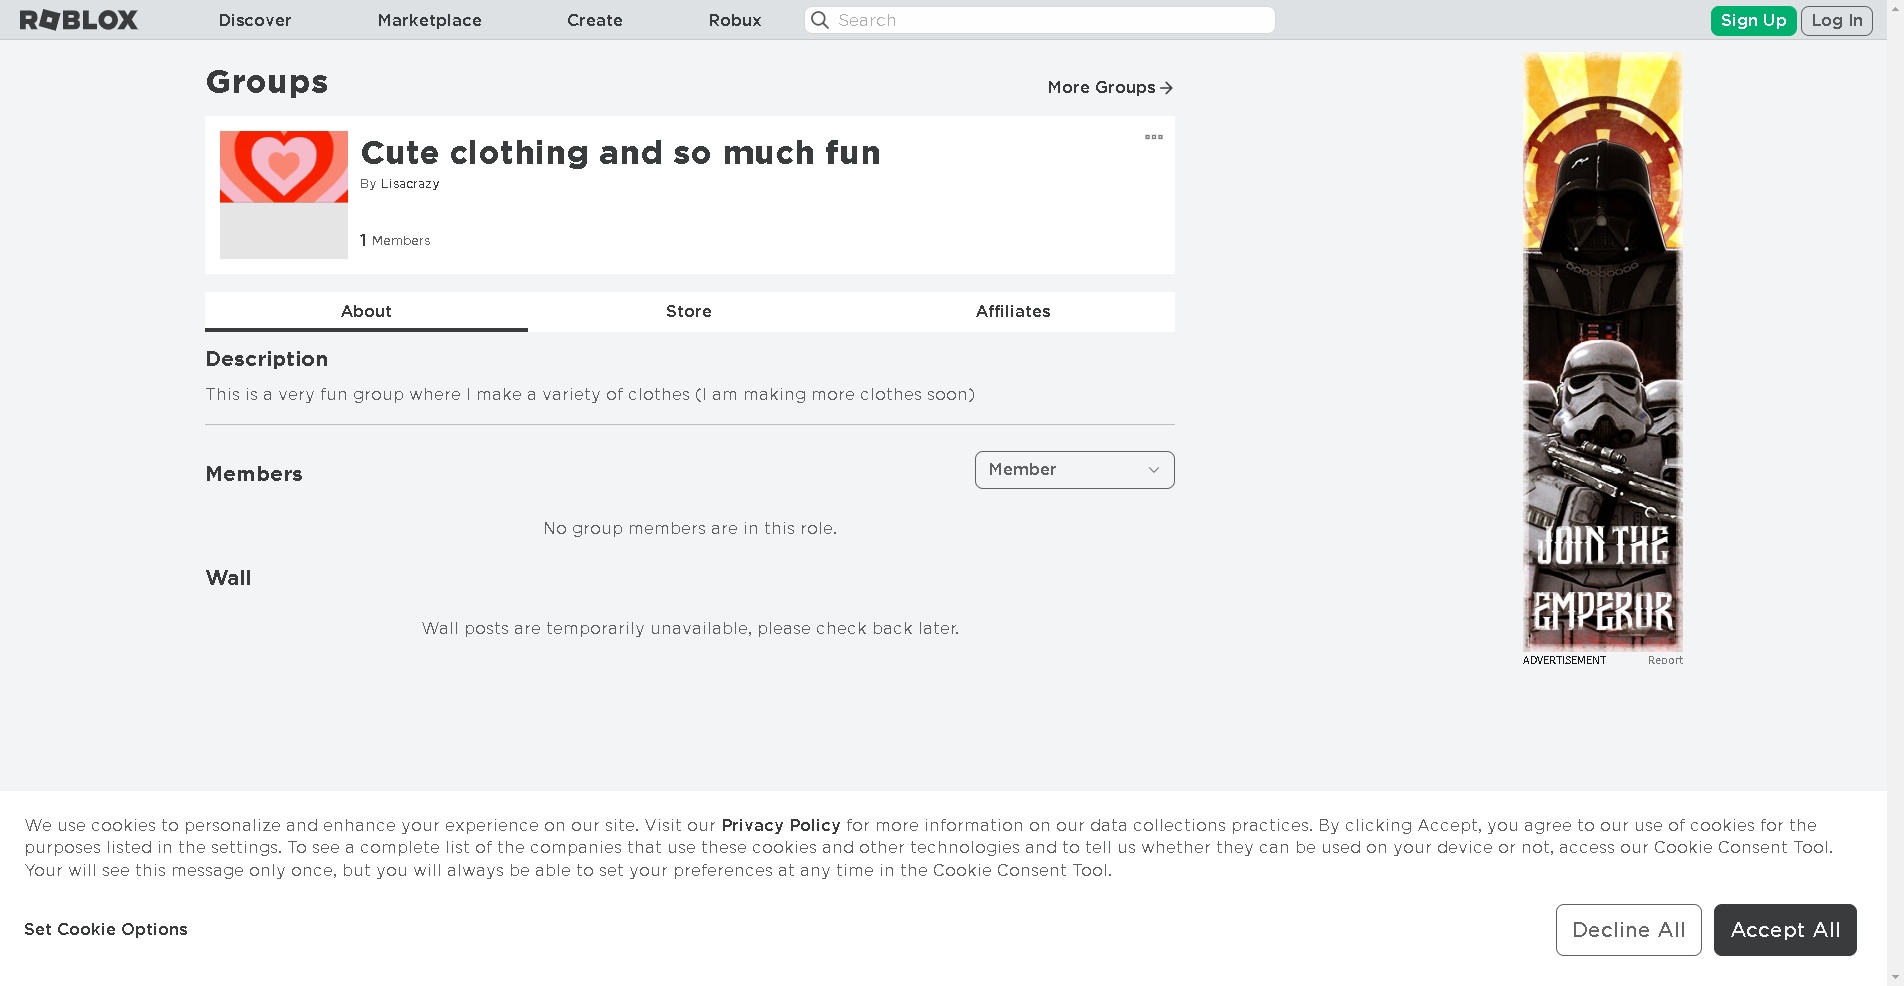 ROBLOX Discover Marketplace Create Robux Search Sign Up Log In
Groups
More Groups
Cute clothing and so much fun
By Lisacrazy
1 Members
About Store Affiliates
Description
This is a very fun group where I make a variety of clothes (I am making more clothes soon)
Members
Member
No group members are in this role.
Wall
Wall posts are temporarily unavailable, please check back later.
JOIN THE
EMPEROR
ADVERTISEMENT Report
We use cookies to personalize and enhance your experience on our site. Visit our Privacy Policy for more information on our data collections practices. By clicking Accept, you agree to our use of cookies for the
purposes listed in the settings. To see a complete list of the companies that use these cookies and other technologies and to tell us whether they can be used on your device or not, access our Cookie Consent Tool.
Your will see this message only once, but you will always be able to set your preferences at any time in the Cookie Consent Tool.
Set Cookie Options
Decline All
Accept All